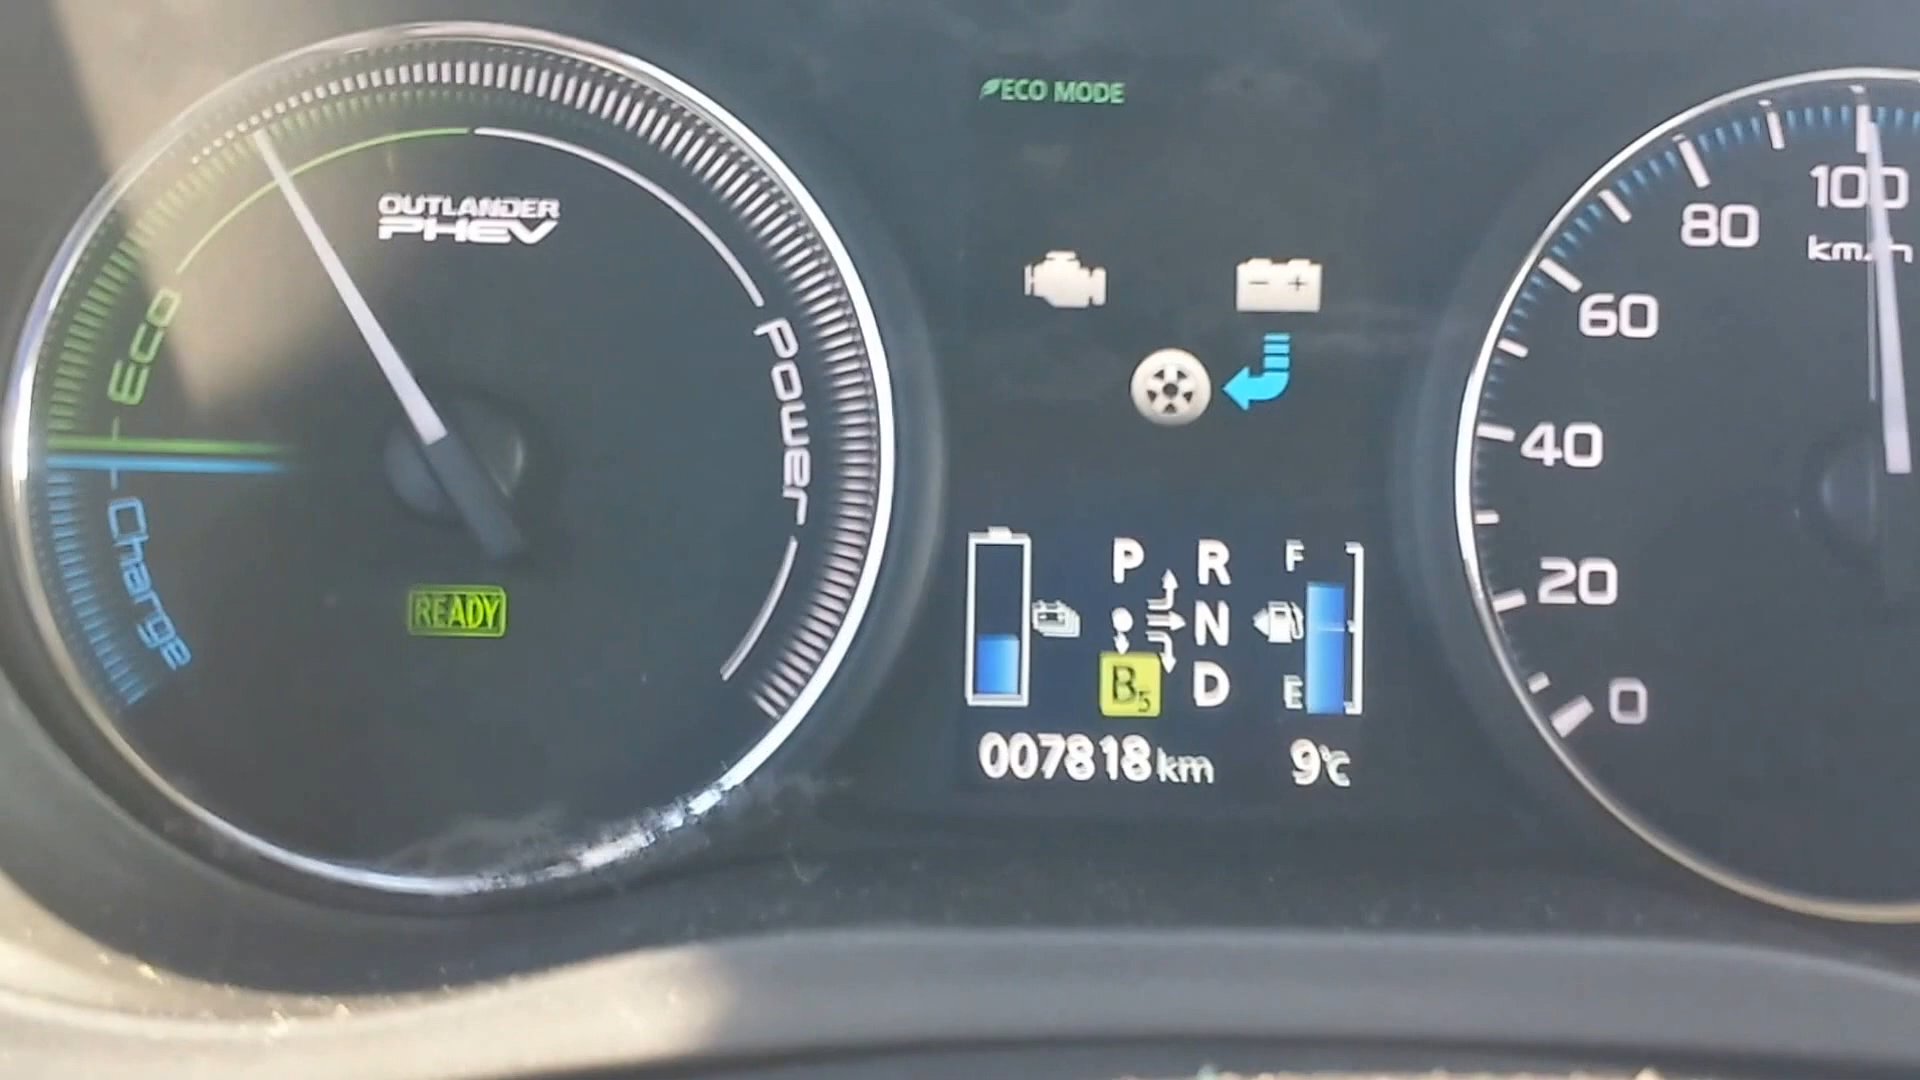 ECO MODE
OUTLANDER
PHEV
Eco
Power
Charge
READY
P R
N
B5 D
F
E
007818 km 9°C
100
km/h
80
60
40
20
0